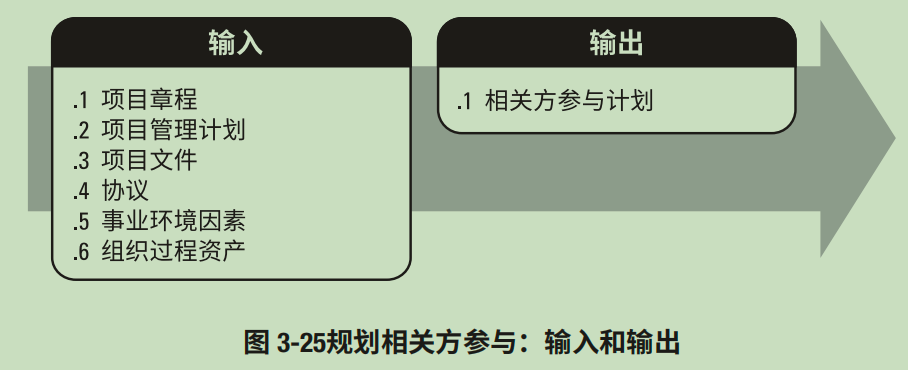 输入
.1 项目章程
.2 项目管理计划
.3 项目文件
.4 协议
.5 事业环境因素
.6 组织过程资产
输出
.1 相关方参与计划
图 3-25规划相关方参与：输入和输出